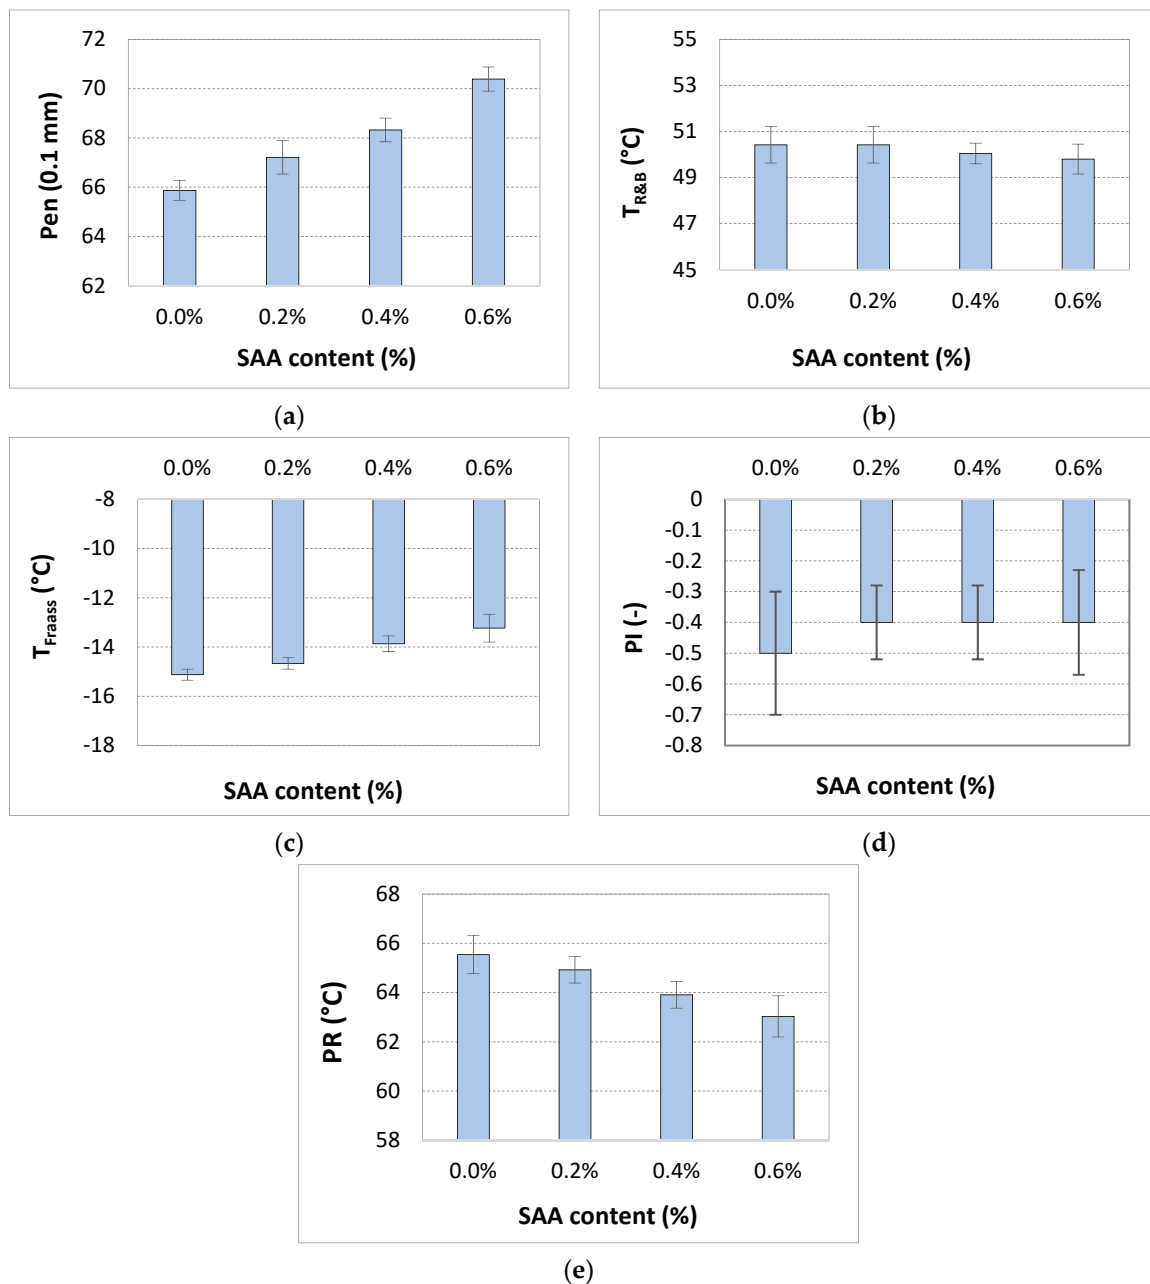 72
70
68
66
64
62
Pen (0.1 mm)
0.0% 0.2% 0.4% 0.6%
SAA content (%)
(a)
55
53
51
49
47
45
TR&B (°C)
0.0% 0.2% 0.4% 0.6%
SAA content (%)
(b)
0.0% 0.2% 0.4% 0.6%
-8
-10
-12
-14
-16
-18
TFraass (°C)
SAA content (%)
(c)
0.0% 0.2% 0.4% 0.6%
0
-0.1
-0.2
-0.3
-0.4
-0.5
-0.6
-0.7
-0.8
PI (-)
SAA content (%)
(d)
68
66
64
62
60
58
PR (°C)
0.0% 0.2% 0.4% 0.6%
SAA content (%)
(e)